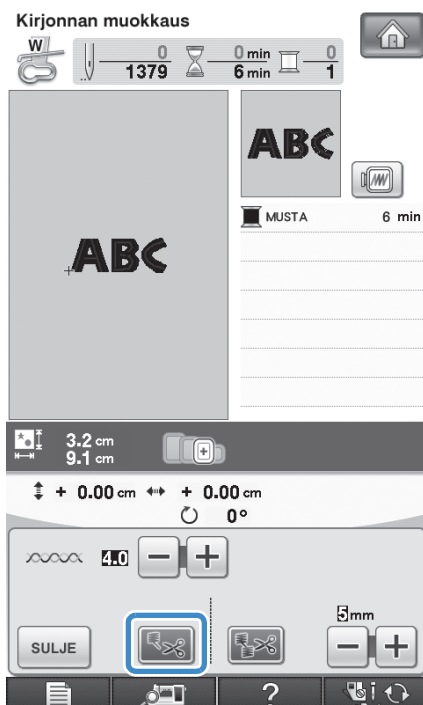 Kirjonnan muokkaus
W
0 0 min 0
1379 6 min 1
ABC
ABC
MUSTA 6 min
3.2 cm
9.1 cm
+ 0.00 cm + 0.00 cm
0°
4.0 − +
5mm
SULJE − +
? i